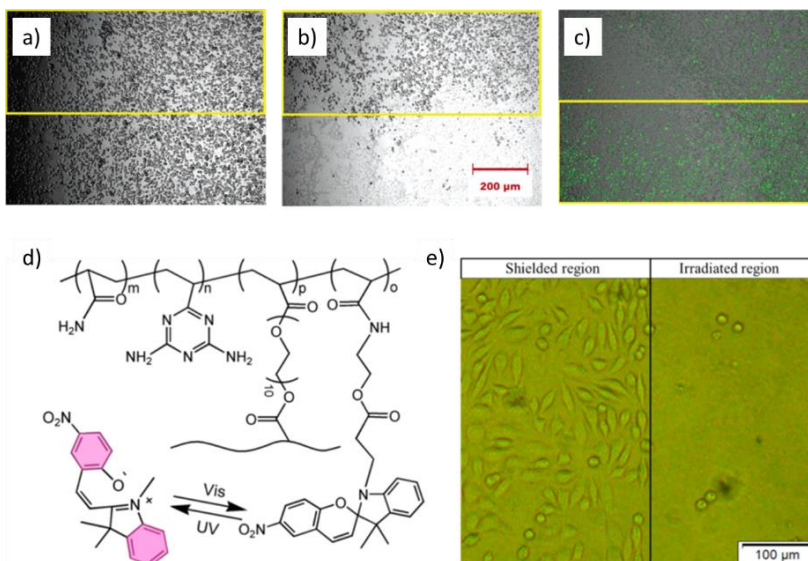 a)
b)
c)
200 µm
d)
m
n
p
o
O
H₂N
N
N
N
NH₂
NH₂
O
O
10
O
O
O
NH
O
O
O₂N
O
N
+
Vis
UV
O₂N
O
N
e)
Shielded region
Irradiated region
100 µm